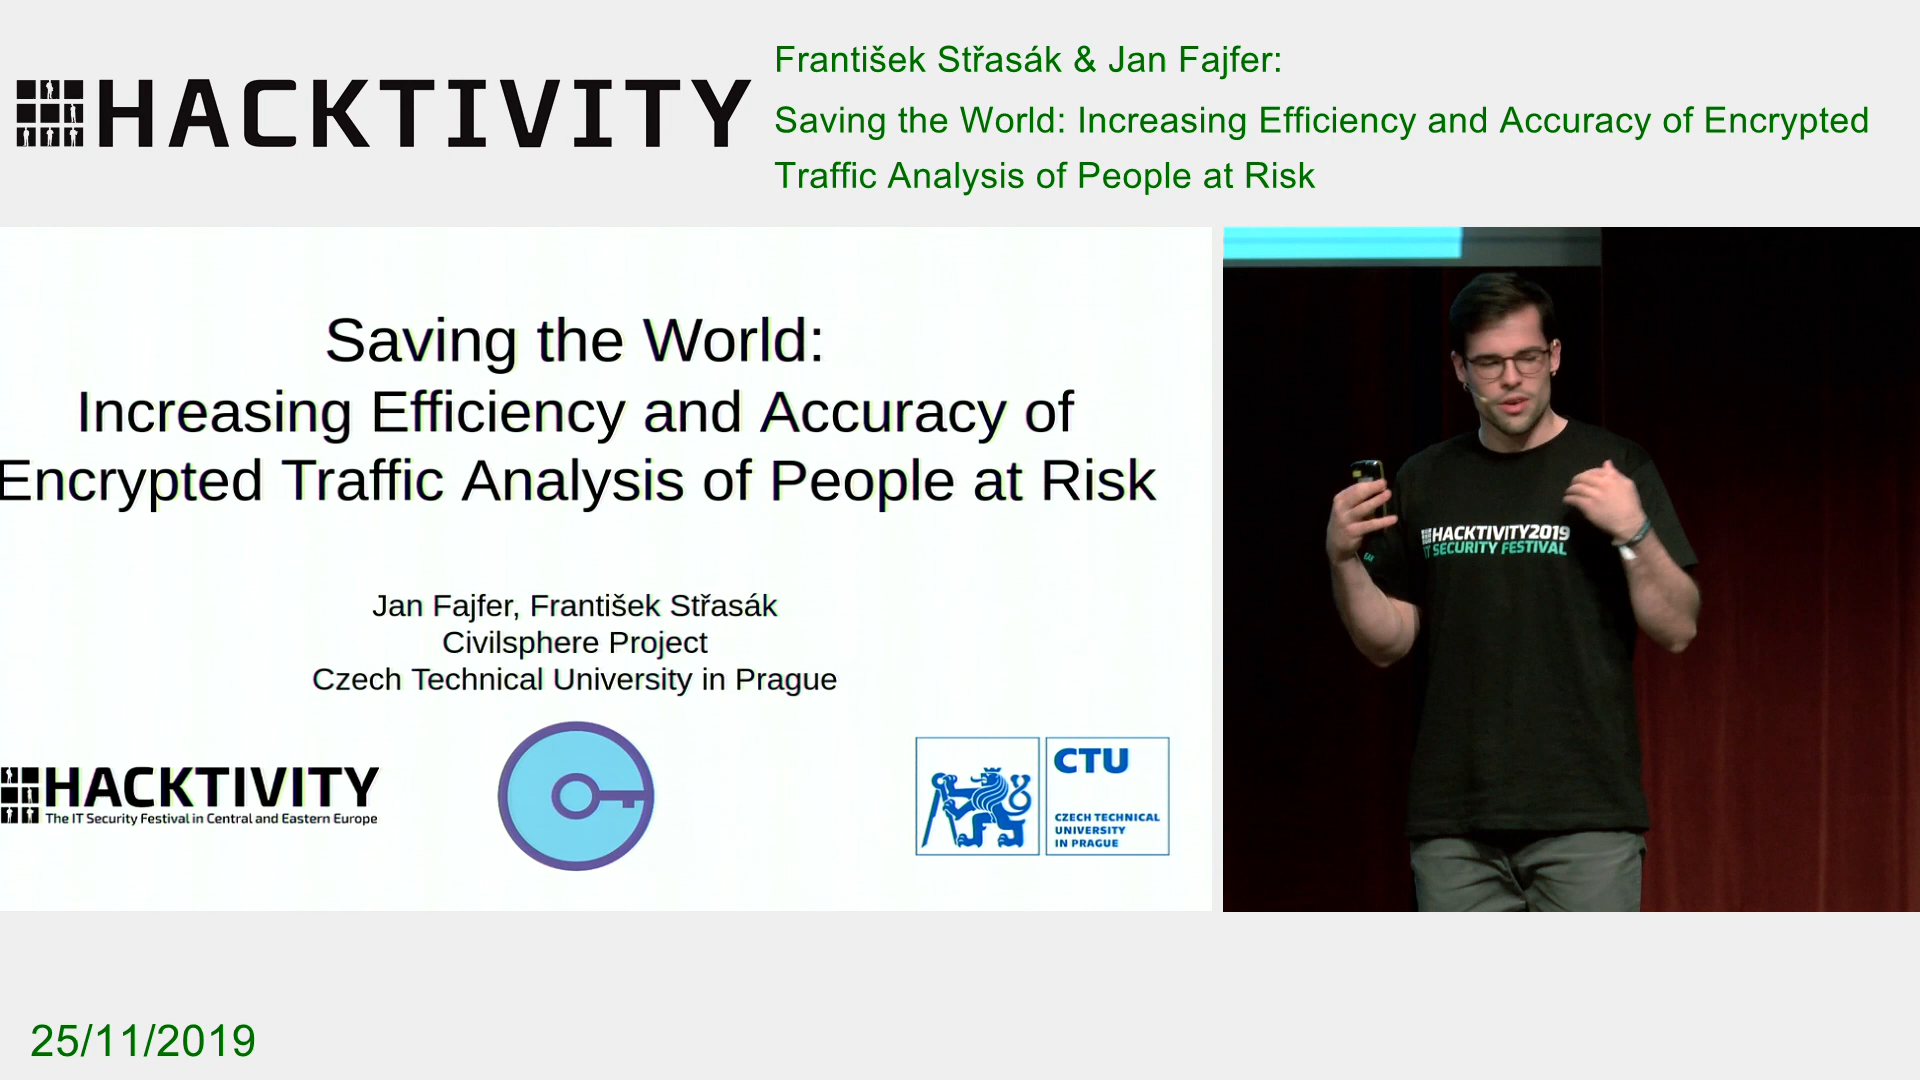 HACKTIVITY
František Střasák & Jan Fajfer:
Saving the World: Increasing Efficiency and Accuracy of Encrypted
Traffic Analysis of People at Risk
Saving the World:
Increasing Efficiency and Accuracy of
Encrypted Traffic Analysis of People at Risk
Jan Fajfer, František Střasák
Civilsphere Project
Czech Technical University in Prague
HACKTIVITY
The IT Security Festival in Central and Eastern Europe
CTU
CZECH TECHNICAL
UNIVERSITY
IN PRAGUE
HACKTIVITY2019
IT SECURITY FESTIVAL
25/11/2019